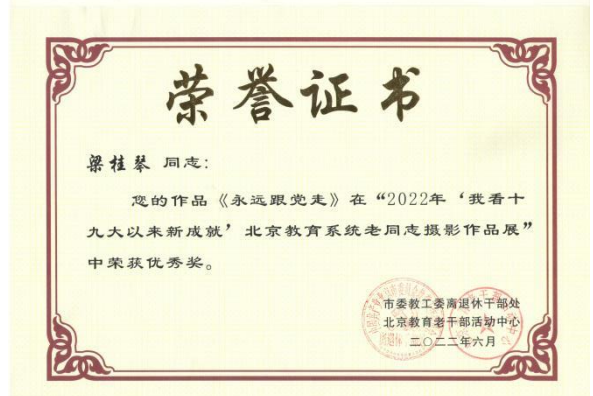 荣誉证书
梁桂琴 同志：
您的作品《永远跟党走》在“2022年‘我看十
九大以来新成就’北京教育系统老同志摄影作品展”
中荣获优秀奖。
市委教工委离退休干部处
北京教育老干部活动中心
二〇二二年六月